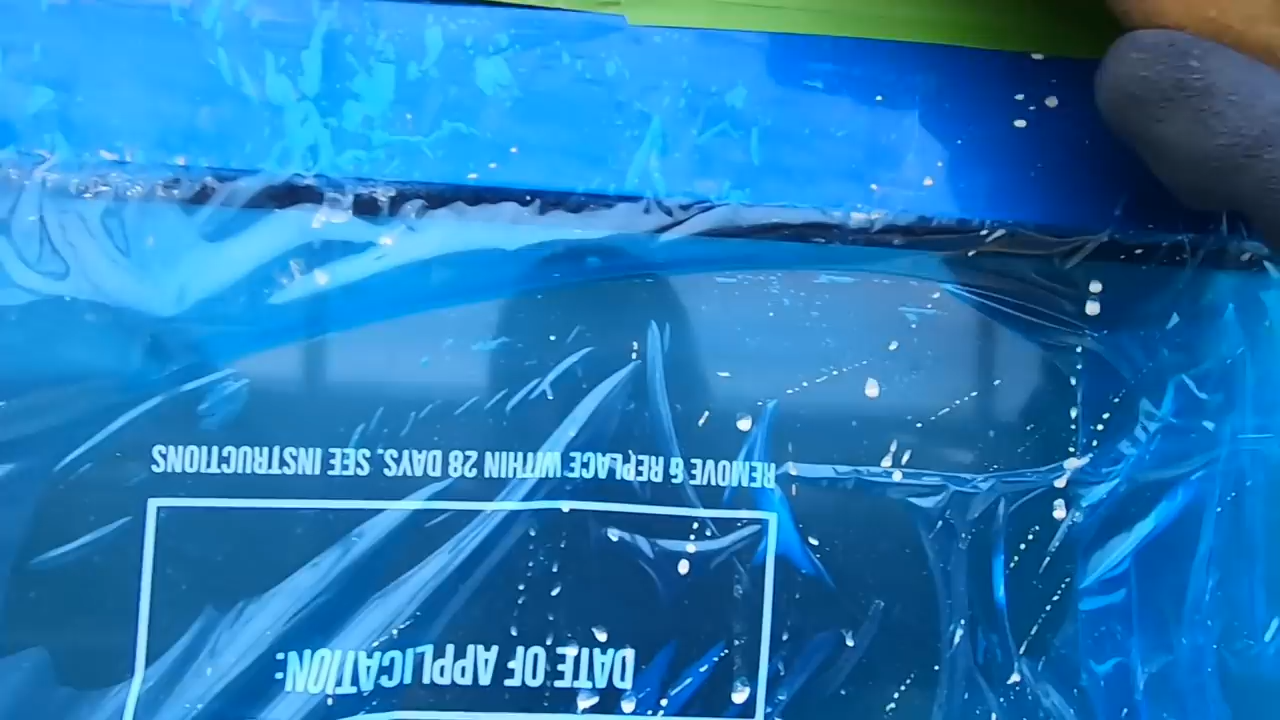 DATE OF APPLICATION:
REMOVE & REPLACE WITHIN 28 DAYS. SEE INSTRUCTIONS